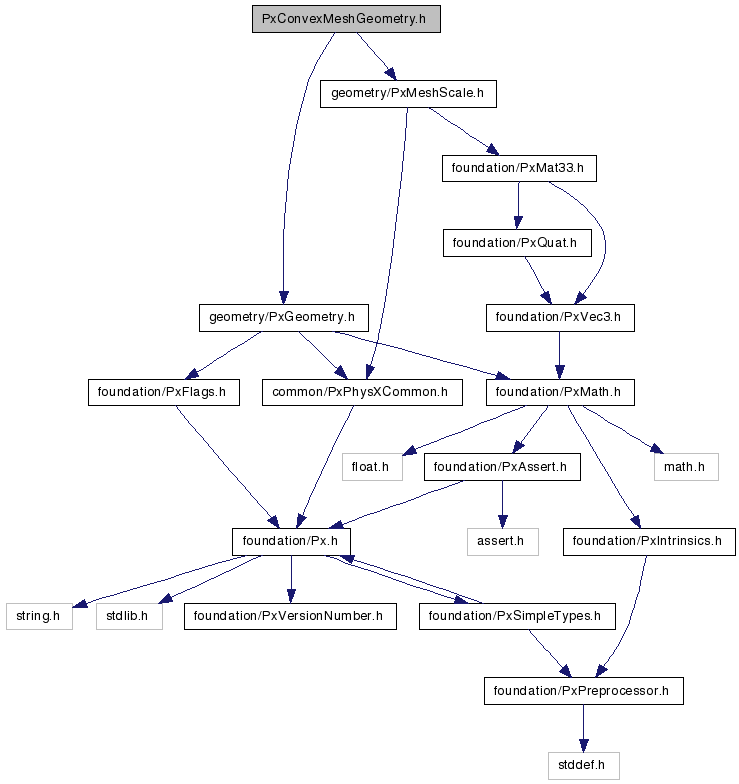 PxConvexMeshGeometry.h
geometry/PxMeshScale.h
foundation/PxMat33.h
foundation/PxQuat.h
geometry/PxGeometry.h
foundation/PxVec3.h
foundation/PxFlags.h
common/PxPhysXCommon.h
foundation/PxMath.h
float.h
foundation/PxAssert.h
math.h
foundation/Px.h
assert.h
foundation/PxIntrinsics.h
string.h
stdlib.h
foundation/PxVersionNumber.h
foundation/PxSimpleTypes.h
foundation/PxPreprocessor.h
stddef.h